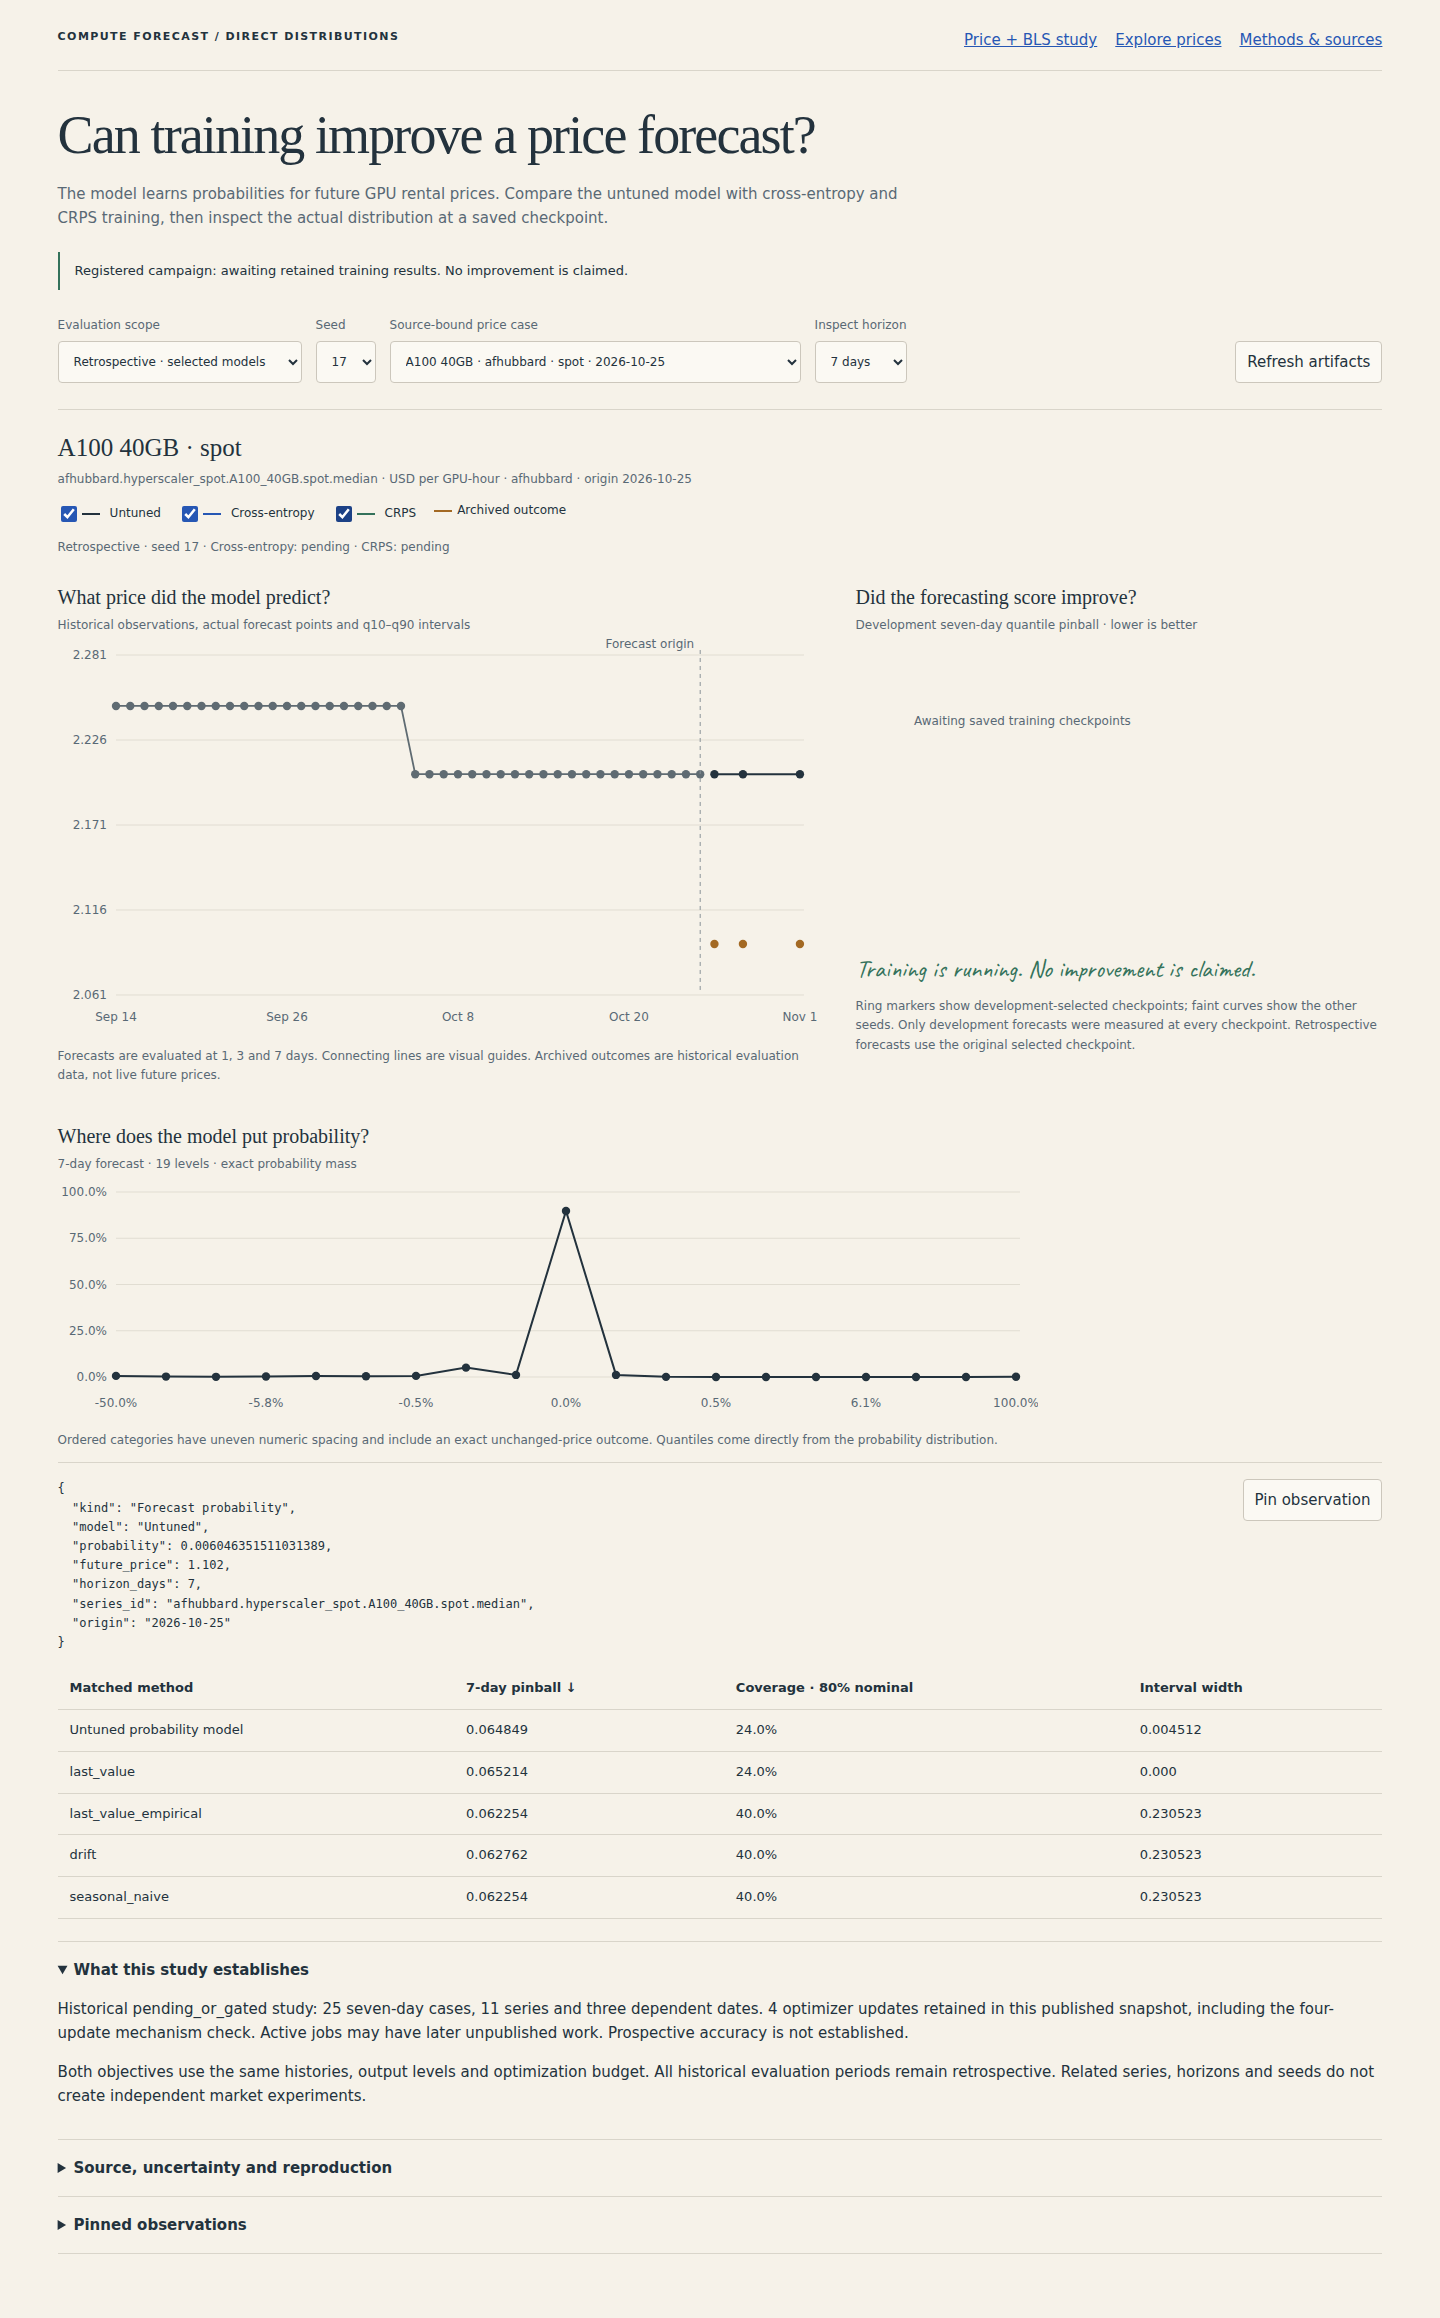 COMPUTE FORECAST / DIRECT DISTRIBUTIONS
Price + BLS study Explore prices Methods & sources
Can training improve a price forecast?
The model learns probabilities for future GPU rental prices. Compare the untuned model with cross-entropy and
CRPS training, then inspect the actual distribution at a saved checkpoint.
Registered campaign: awaiting retained training results. No improvement is claimed.
Evaluation scope Seed Source-bound price case Inspect horizon
Retrospective · selected models 17 A100 40GB · afhubbard · spot · 2026-10-25 7 days Refresh artifacts
A100 40GB · spot
afhubbard.hyperscaler_spot.A100_40GB.spot.median · USD per GPU-hour · afhubbard · origin 2026-10-25
Untuned Cross-entropy CRPS Archived outcome
Retrospective · seed 17 · Cross-entropy: pending · CRPS: pending
What price did the model predict?
Historical observations, actual forecast points and q10–q90 intervals
Forecast origin
2.281
2.226
2.171
2.116
2.061
Sep 14 Sep 26 Oct 8 Oct 20 Nov 1
Forecasts are evaluated at 1, 3 and 7 days. Connecting lines are visual guides. Archived outcomes are historical evaluation
data, not live future prices.
Did the forecasting score improve?
Development seven-day quantile pinball · lower is better
Awaiting saved training checkpoints
Training is running. No improvement is claimed.
Ring markers show development-selected checkpoints; faint curves show the other
seeds. Only development forecasts were measured at every checkpoint. Retrospective
forecasts use the original selected checkpoint.
Where does the model put probability?
7-day forecast · 19 levels · exact probability mass
100.0%
75.0%
50.0%
25.0%
0.0%
-50.0% -5.8% -0.5% 0.0% 0.5% 6.1% 100.0%
Ordered categories have uneven numeric spacing and include an exact unchanged-price outcome. Quantiles come directly from the probability distribution.
{
"kind": "Forecast probability",
"model": "Untuned",
"probability": 0.006046351511031389,
"future_price": 1.102,
"horizon_days": 7,
"series_id": "afhubbard.hyperscaler_spot.A100_40GB.spot.median",
"origin": "2026-10-25"
}
Pin observation
Matched method 7-day pinball ↓ Coverage · 80% nominal Interval width
Untuned probability model 0.064849 24.0% 0.004512
last_value 0.065214 24.0% 0.000
last_value_empirical 0.062254 40.0% 0.230523
drift 0.062762 40.0% 0.230523
seasonal_naive 0.062254 40.0% 0.230523
▼ What this study establishes
Historical pending_or_gated study: 25 seven-day cases, 11 series and three dependent dates. 4 optimizer updates retained in this published snapshot, including the four-
update mechanism check. Active jobs may have later unpublished work. Prospective accuracy is not established.
Both objectives use the same histories, output levels and optimization budget. All historical evaluation periods remain retrospective. Related series, horizons and seeds do not
create independent market experiments.
▶ Source, uncertainty and reproduction
▶ Pinned observations